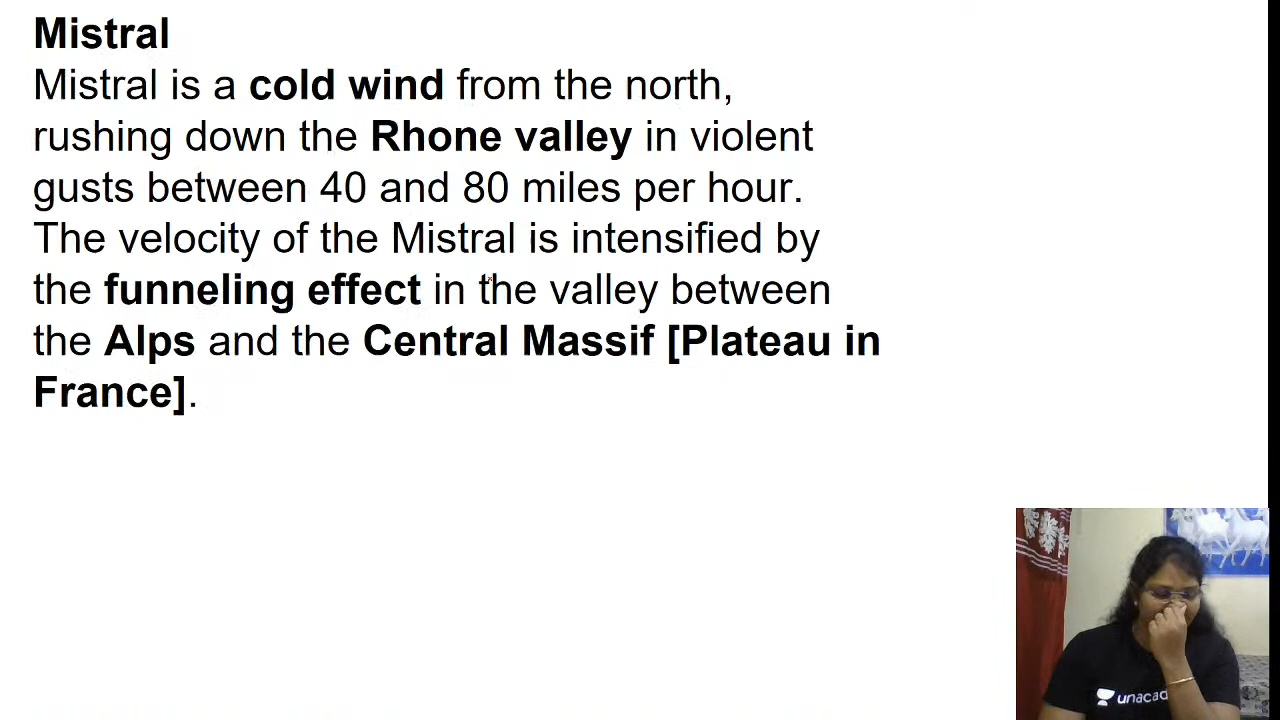 Mistral
Mistral is a cold wind from the north,
rushing down the Rhone valley in violent
gusts between 40 and 80 miles per hour.
The velocity of the Mistral is intensified by
the funneling effect in the valley between
the Alps and the Central Massif [Plateau in
France].
unacad